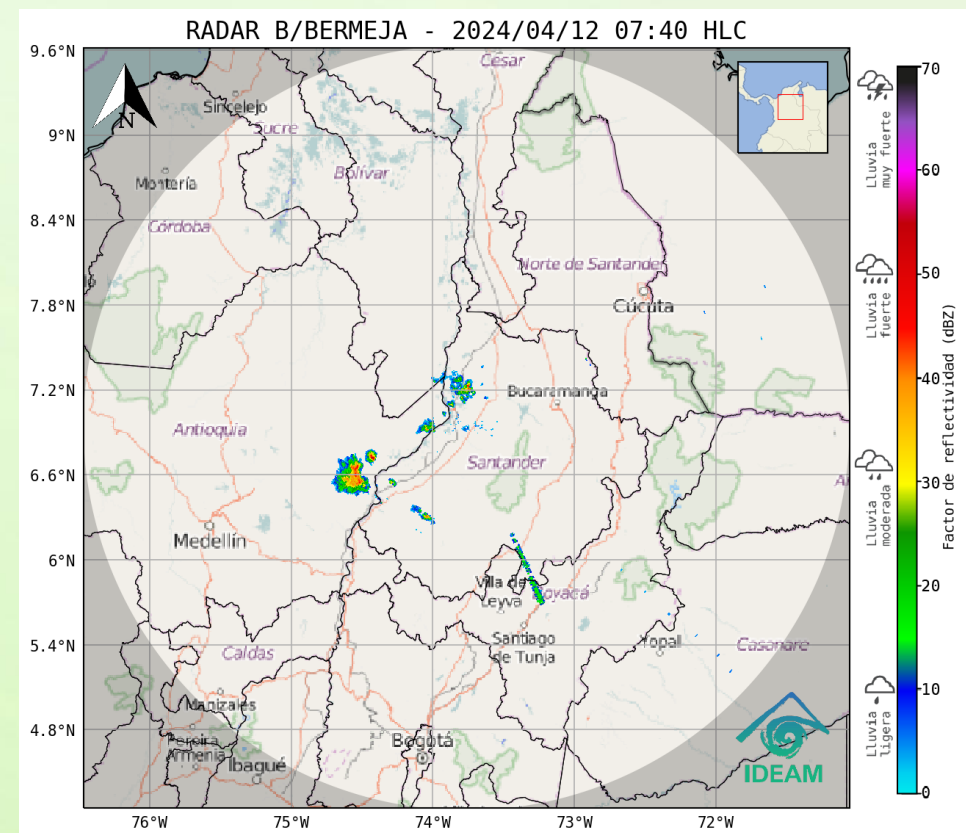 RADAR B/BERMEJA - 2024/04/12 07:40 HLC
9.6°N
9°N
8.4°N
7.8°N
7.2°N
6.6°N
6°N
5.4°N
4.8°N
76°W
75°W
74°W
73°W
72°W
N
Cesar
Sincelejo
Sucre
Bolívar
Montería
Córdoba
Norte de Santander
Cúcuta
Bucaramanga
Antioquia
Santander
Medellín
Villa de
Leyva
Boyacá
Santiago
de Tunja
Yopal
Casanare
Caldas
Manizales
Pereira
Armenia
Ibagué
Bogotá
IDEAM
70
60
50
40
30
20
10
0
Lluvia
muy fuerte
Lluvia
fuerte
Lluvia
moderada
Lluvia
ligera
Factor de reflectividad (dBZ)